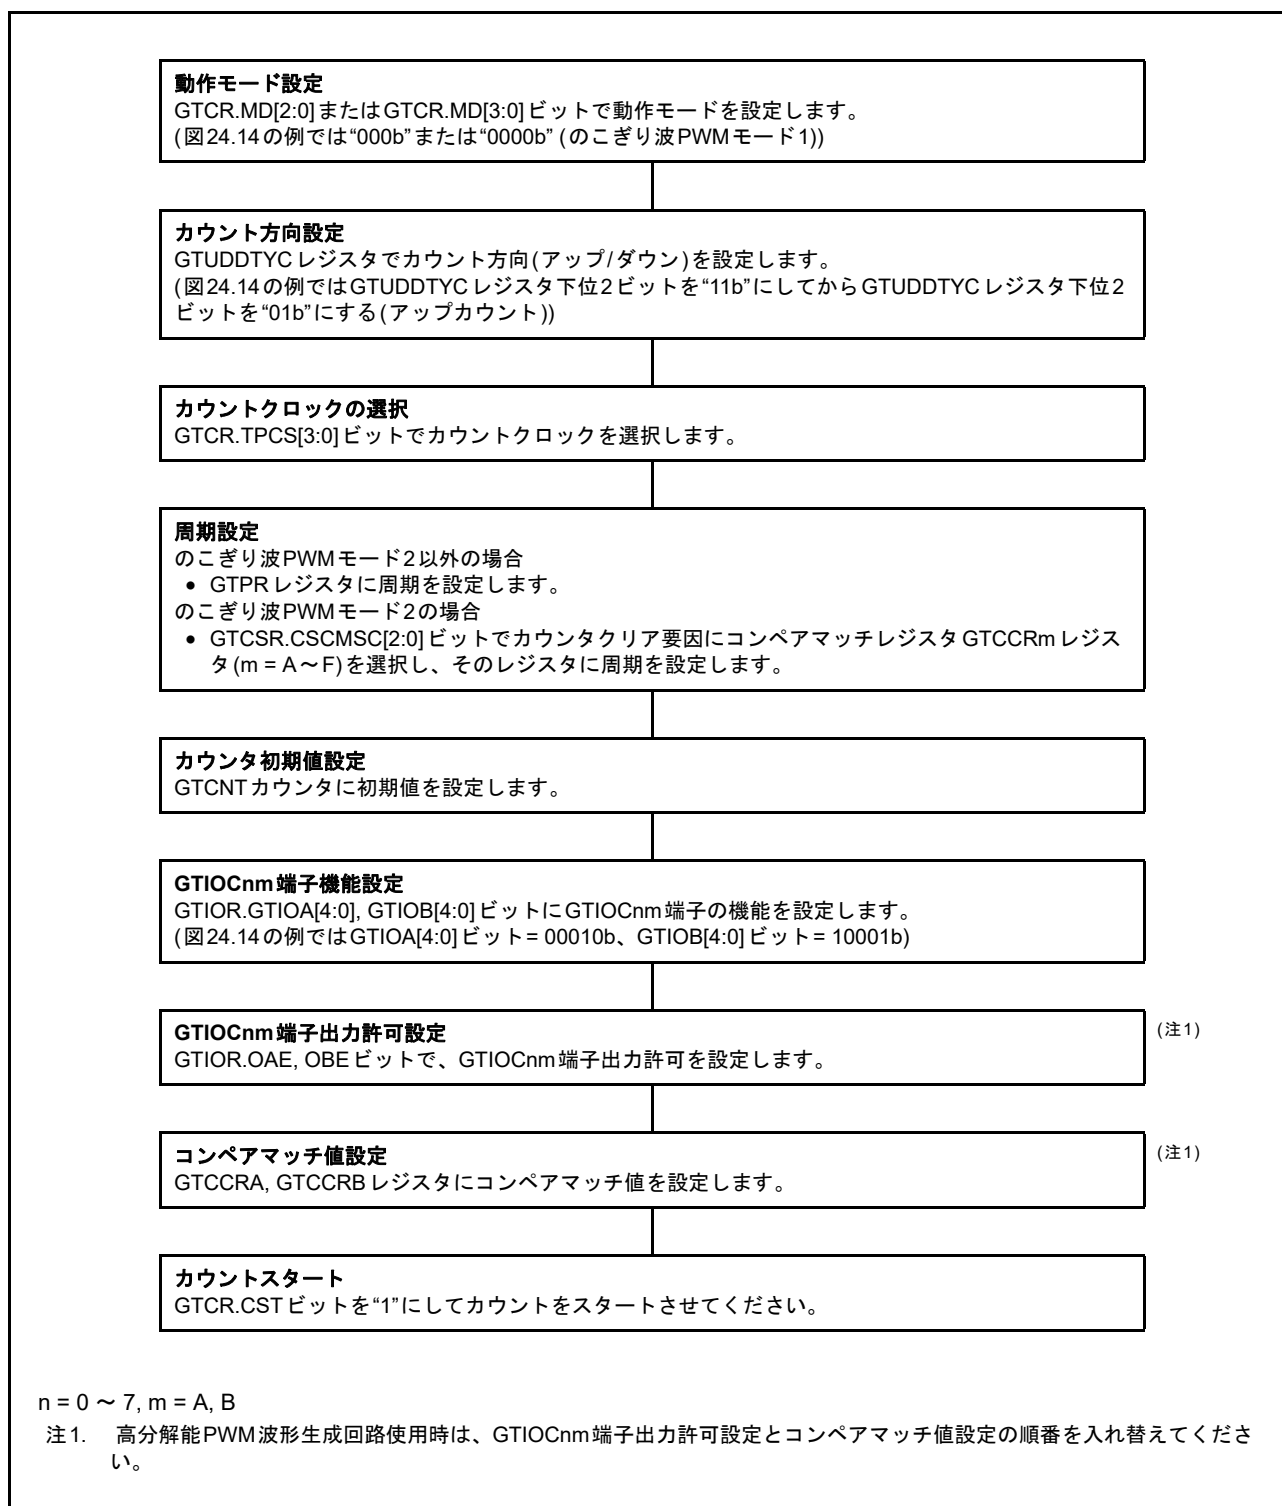 動作モード設定
GTCR.MD[2:0]またはGTCR.MD[3:0]ビットで動作モードを設定します。
(図24.14の例では“000b”または“0000b” (のこぎり波PWMモード1))
カウント方向設定
GTUDDTYCレジスタでカウント方向(アップ/ダウン)を設定します。
(図24.14の例ではGTUDDTYCレジスタ下位2ビットを“11b”にしてからGTUDDTYCレジスタ下位2
ビットを“01b”にする(アップカウント))
カウントクロックの選択
GTCR.TPCS[3:0]ビットでカウントクロックを選択します。
周期設定
のこぎり波PWMモード2以外の場合
● GTPRレジスタに周期を設定します。
のこぎり波PWMモード2の場合
● GTCSR.CSCMSC[2:0]ビットでカウンタクリア要因にコンペアマッチレジスタGTCCRmレジス
タ(m = A～F)を選択し、そのレジスタに周期を設定します。
カウンタ初期値設定
GTCNTカウンタに初期値を設定します。
GTIOCnm端子機能設定
GTIOR.GTIOA[4:0], GTIOB[4:0]ビットにGTIOCnm端子の機能を設定します。
(図24.14の例ではGTIOA[4:0]ビット= 00010b、GTIOB[4:0]ビット= 10001b)
GTIOCnm端子出力許可設定 (注1)
GTIOR.OAE, OBEビットで、GTIOCnm端子出力許可を設定します。
コンペアマッチ値設定 (注1)
GTCCRA, GTCCRBレジスタにコンペアマッチ値を設定します。
カウントスタート
GTCR.CSTビットを“1”にしてカウントをスタートさせてください。
n = 0 ～ 7, m = A, B
注1. 高分解能PWM波形生成回路使用時は、GTIOCnm端子出力許可設定とコンペアマッチ値設定の順番を入れ替えてくださ
い。